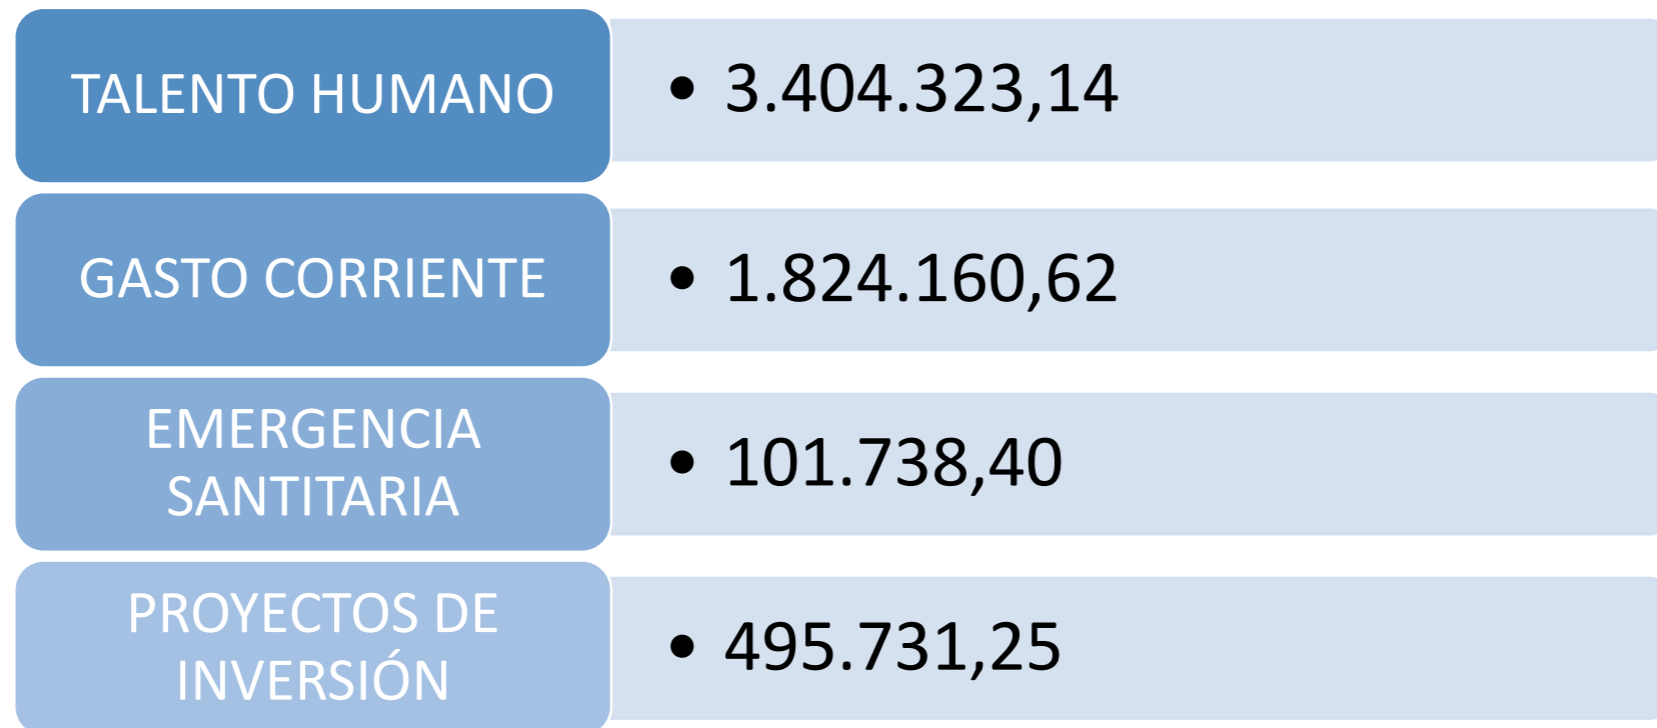 TALENTO HUMANO
• 3.404.323,14
GASTO CORRIENTE
• 1.824.160,62
EMERGENCIA
SANTITARIA
• 101.738,40
PROYECTOS DE
INVERSIÓN
• 495.731,25